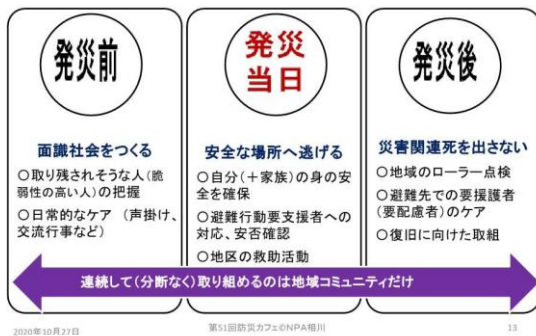 発災前
面識社会をつくる
○取り残されそうな人（脆
弱性の高い人）の把握
○日常的なケア （声掛け、
交流行事など）
発災
当日
安全な場所へ逃げる
○自分（＋家族）の身の安
全を確保
○避難行動要支援者への
対応、安否確認
○地区の救助活動
発災後
災害関連死を出さない
○地域のローラー点検
○避難先での要援護者
（要配慮者）のケア
○復旧に向けた取組
連続して（分断なく）取り組めるのは地域コミュニティだけ
2020年10月27日
第51回防災カフェ©NPA相川
13